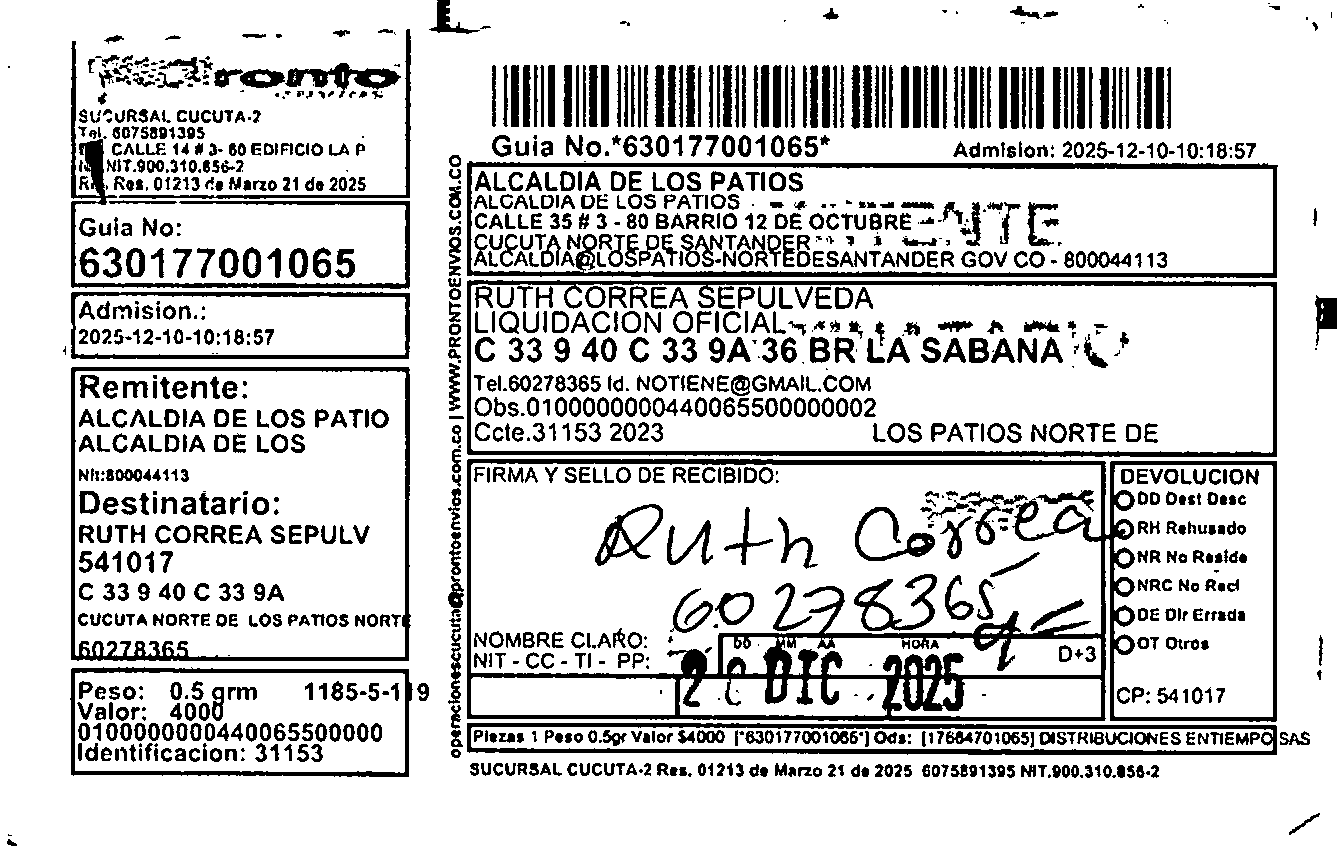 Pronto
SUCURSAL CUCUTA-2
Tel. 6075891395
CALLE 14 # 3- 60 EDIFICIO LA P
NIT.900.310.856-2
Res. 01213 de Marzo 21 de 2025
Guia No:
630177001065
Admision.:
2025-12-10-10:18:57
Remitente:
ALCALDIA DE LOS PATIO
ALCALDIA DE LOS
Nit:800044113
Destinatario:
RUTH CORREA SEPULV
541017
C 33 9 40 C 33 9A
CUCUTA NORTE DE LOS PATIOS NORTE
60278365
Peso: 0.5 grm 1185-5-119
Valor: 4000
0100000000440065500000
Identificacion: 31153
operacionescucuta@prontoenvios.com.co | WWW.PRONTOENVIOS.COM.CO
Guia No.*630177001065*
Admision: 2025-12-10-10:18:57
ALCALDIA DE LOS PATIOS
ALCALDIA DE LOS PATIOS
CALLE 35 # 3 - 80 BARRIO 12 DE OCTUBRE
CUCUTA NORTE DE SANTANDER
ALCALDIA@LOSPATIOS-NORTEDESANTANDER GOV CO - 800044113
RUTH CORREA SEPULVEDA
LIQUIDACION OFICIAL
C 33 9 40 C 33 9A 36 BR LA SABANA
Tel.60278365 Id. NOTIENE@GMAIL.COM
Obs.0100000000440065500000002
Ccte.31153 2023 LOS PATIOS NORTE DE
FIRMA Y SELLO DE RECIBIDO:
Ruth Correa
60278365
NOMBRE CLARO:
NIT - CC - TI - PP:
DD MM AA HORA
D+3
DIC 2025
DEVOLUCION
DD Dest Desc
RH Rehusado
NR No Reside
NRC No Recl
DE Dir Errada
OT Otros
CP: 541017
Piezas 1 Peso 0.5gr Valor $4000 [*630177001065*] Ods: [17664701065] DISTRIBUCIONES ENTIEMPO SAS
SUCURSAL CUCUTA-2 Res. 01213 de Marzo 21 de 2025 6075891395 NIT.900.310.856-2